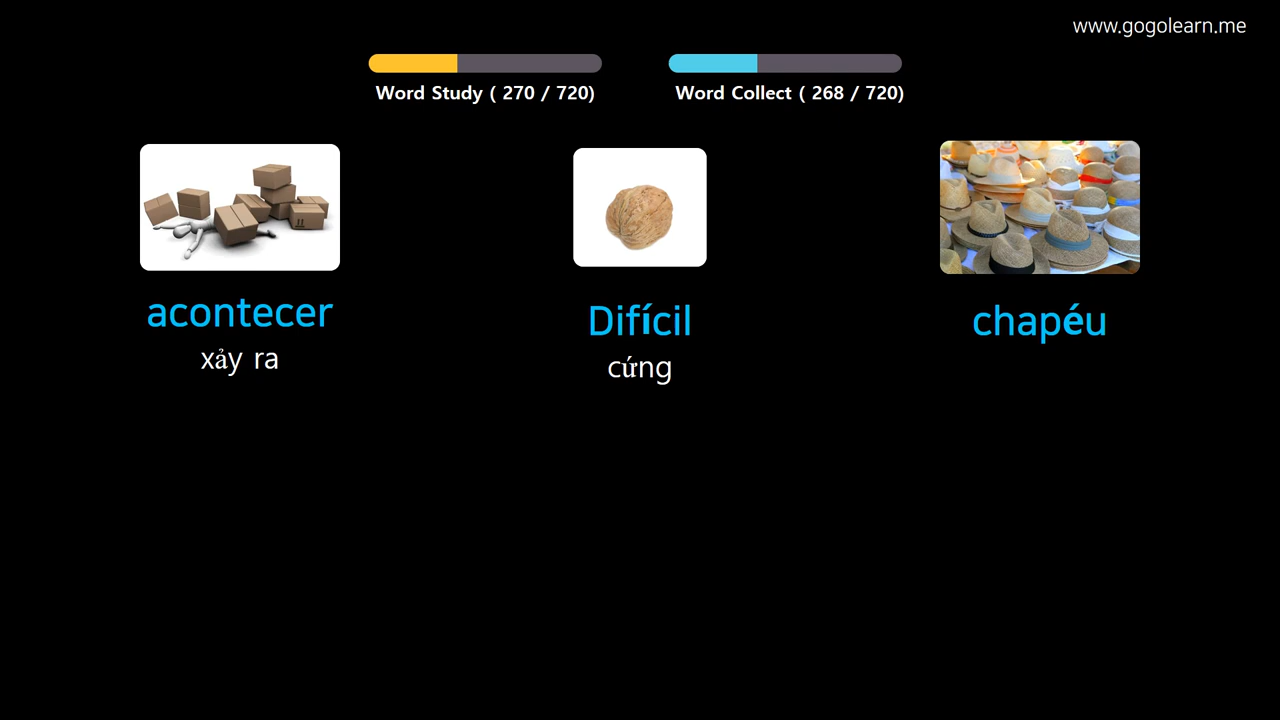 www.gogolearn.me
Word Study ( 270 / 720)
Word Collect ( 268 / 720)
acontecer
xảy ra
Difícil
cứng
chapéu